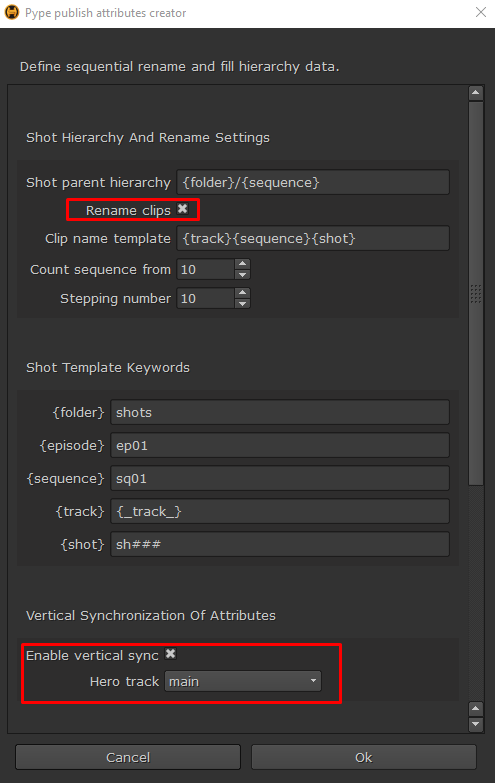 Pype publish attributes creator
Define sequential rename and fill hierarchy data.
Shot Hierarchy And Rename Settings
Shot parent hierarchy {folder}/{sequence}
Rename clips
Clip name template {track}{sequence}{shot}
Count sequence from 10
Stepping number 10
Shot Template Keywords
{folder} shots
{episode} ep01
{sequence} sq01
{track} {_track_}
{shot} sh###
Vertical Synchronization Of Attributes
Enable vertical sync
Hero track main
Cancel Ok